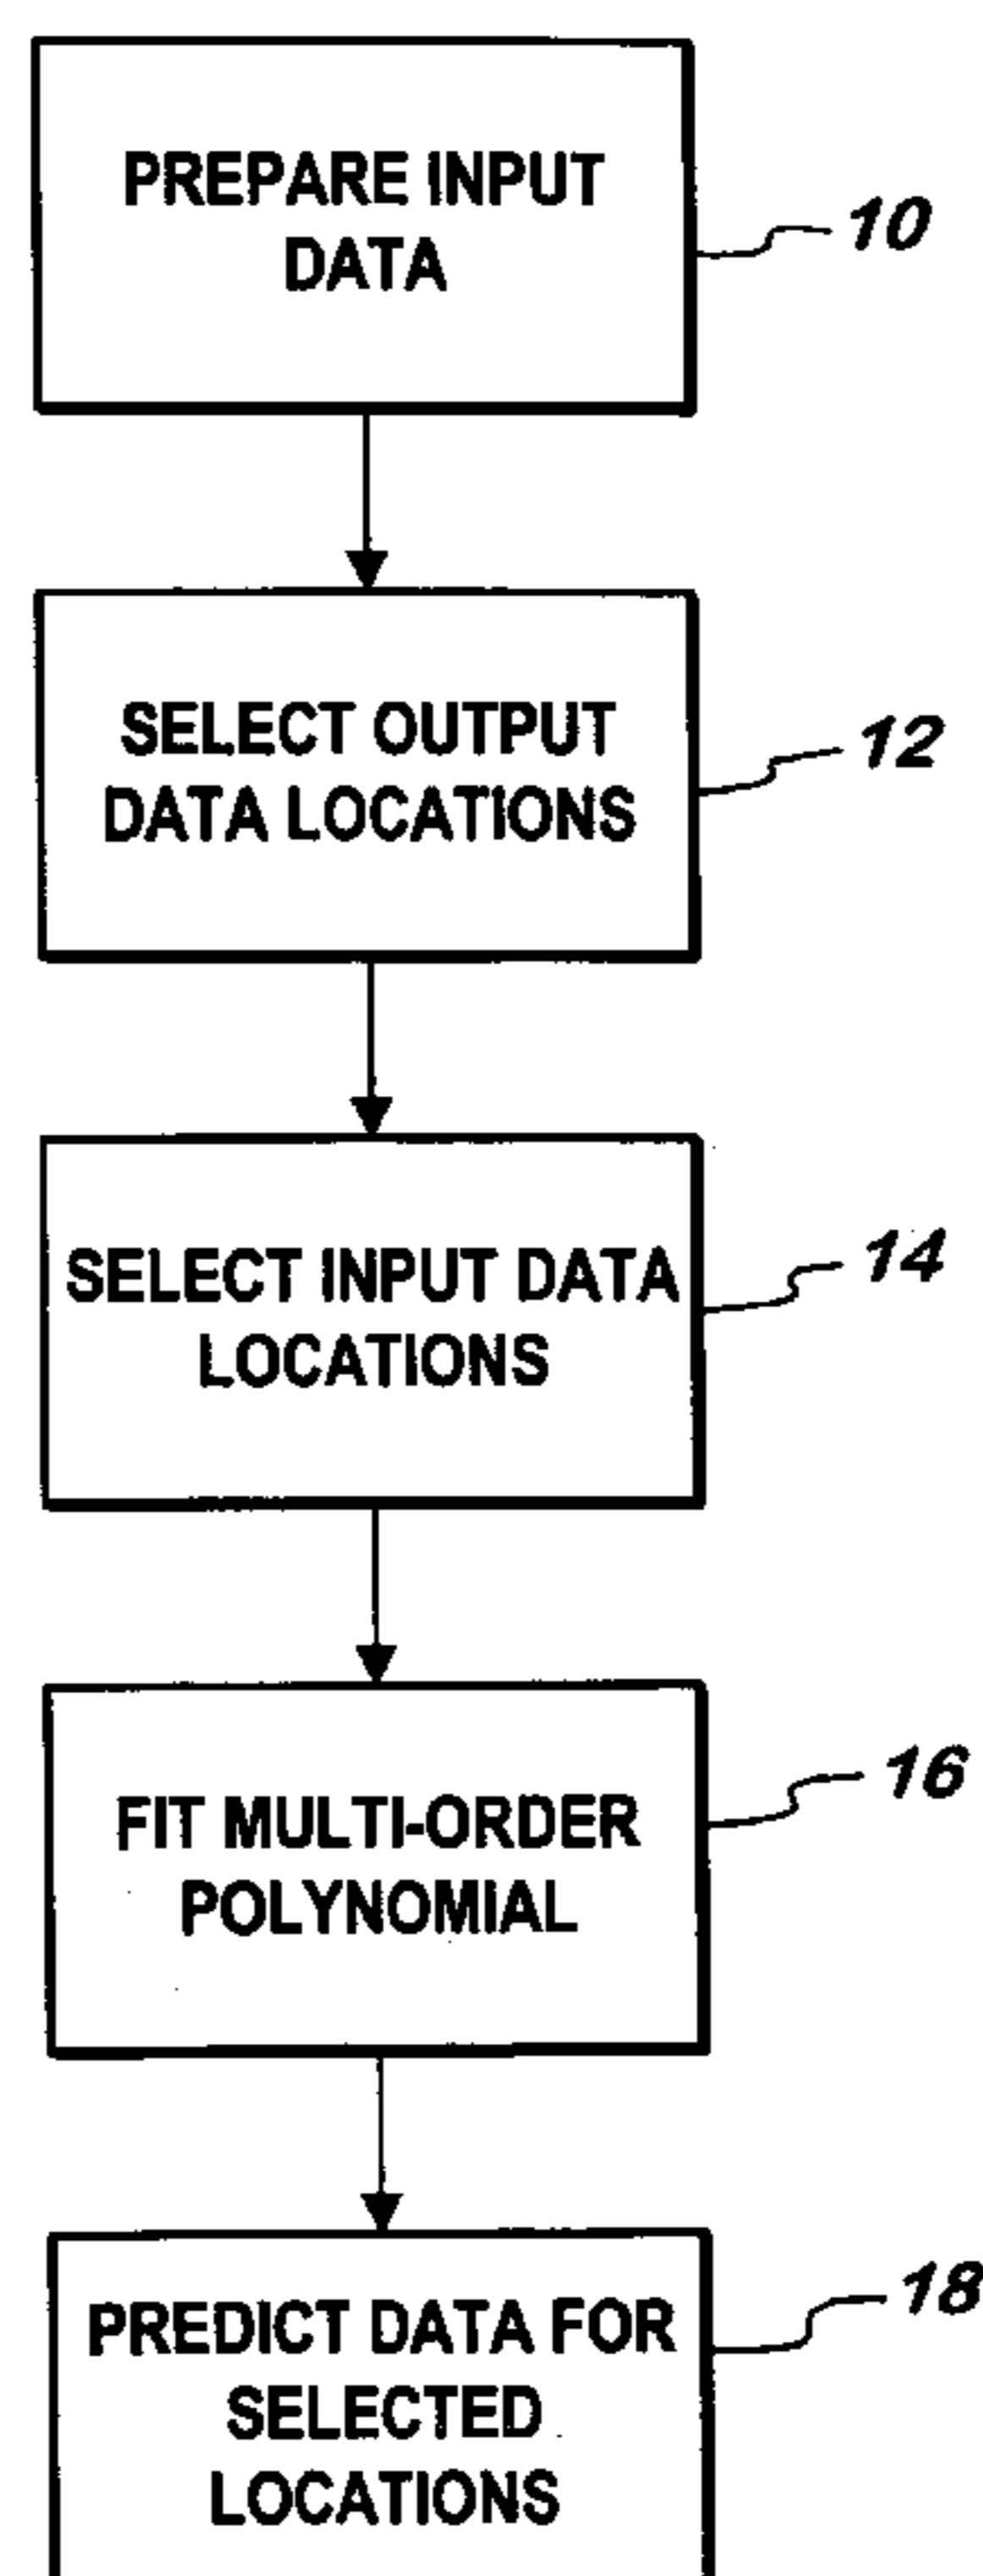 PREPARE INPUT
DATA
10
SELECT OUTPUT
DATA LOCATIONS
12
SELECT INPUT DATA
LOCATIONS
14
FIT MULTI-ORDER
POLYNOMIAL
16
PREDICT DATA FOR
SELECTED
LOCATIONS
18